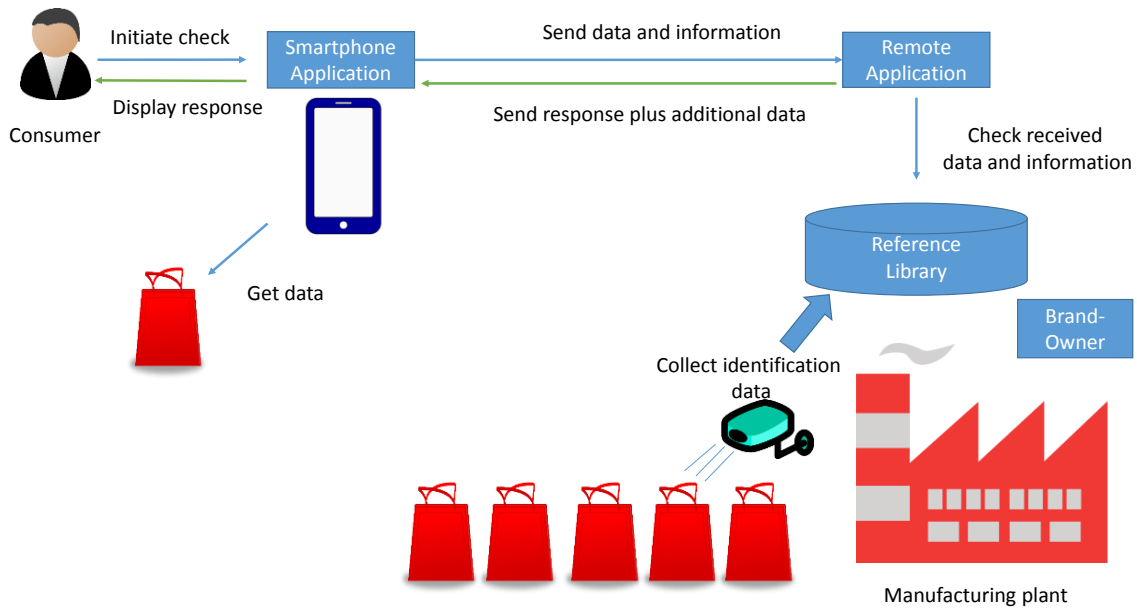 Initiate check
Smartphone
Application
Send data and information
Remote
Application
Display response
Send response plus additional data
Consumer
Check received
data and information
Reference
Library
Get data
Brand-
Owner
Collect identification
data
Manufacturing plant